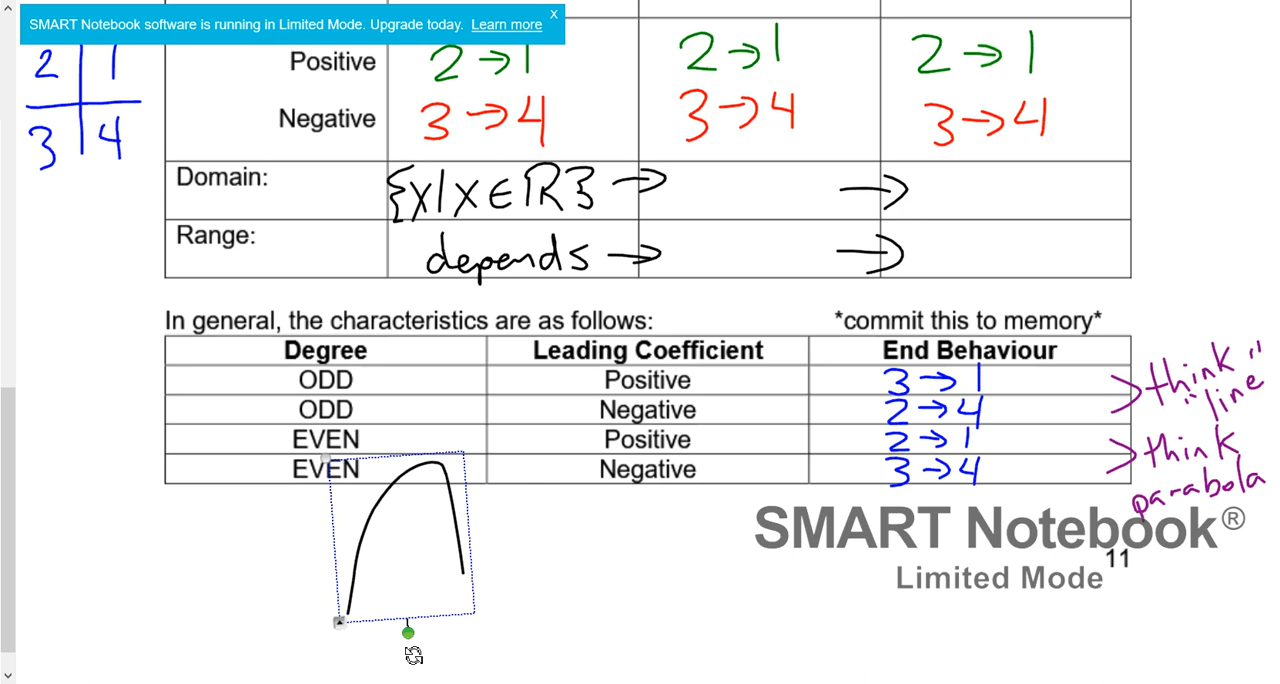 SMART Notebook software is running in Limited Mode. Upgrade today. Learn more X
2 1
3 4
Positive 2→1 2→1 2→1
Negative 3→4 3→4 3→4
Domain: {x|x∈R} → →
Range: depends → →
In general, the characteristics are as follows: *commit this to memory*
Degree Leading Coefficient End Behaviour
ODD Positive 3→1
ODD Negative 2→4
EVEN Positive 2→1
EVEN Negative 3→4
> think
"line"
> think
parabola
SMART Notebook®
11
Limited Mode